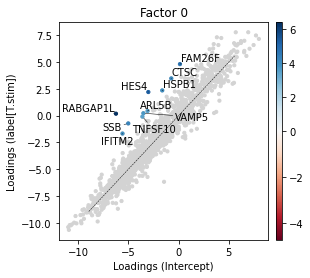 Factor 0
7.5
5.0
2.5
0.0
−2.5
−5.0
−7.5
−10.0
Loadings (label[T.stim])
FAM26F
CTSC
HSPB1
HES4
ARL5B
RABGAP1L
VAMP5
SSB
TNFSF10
IFITM2
−10
−5
0
5
Loadings (Intercept)
6
4
2
0
−2
−4